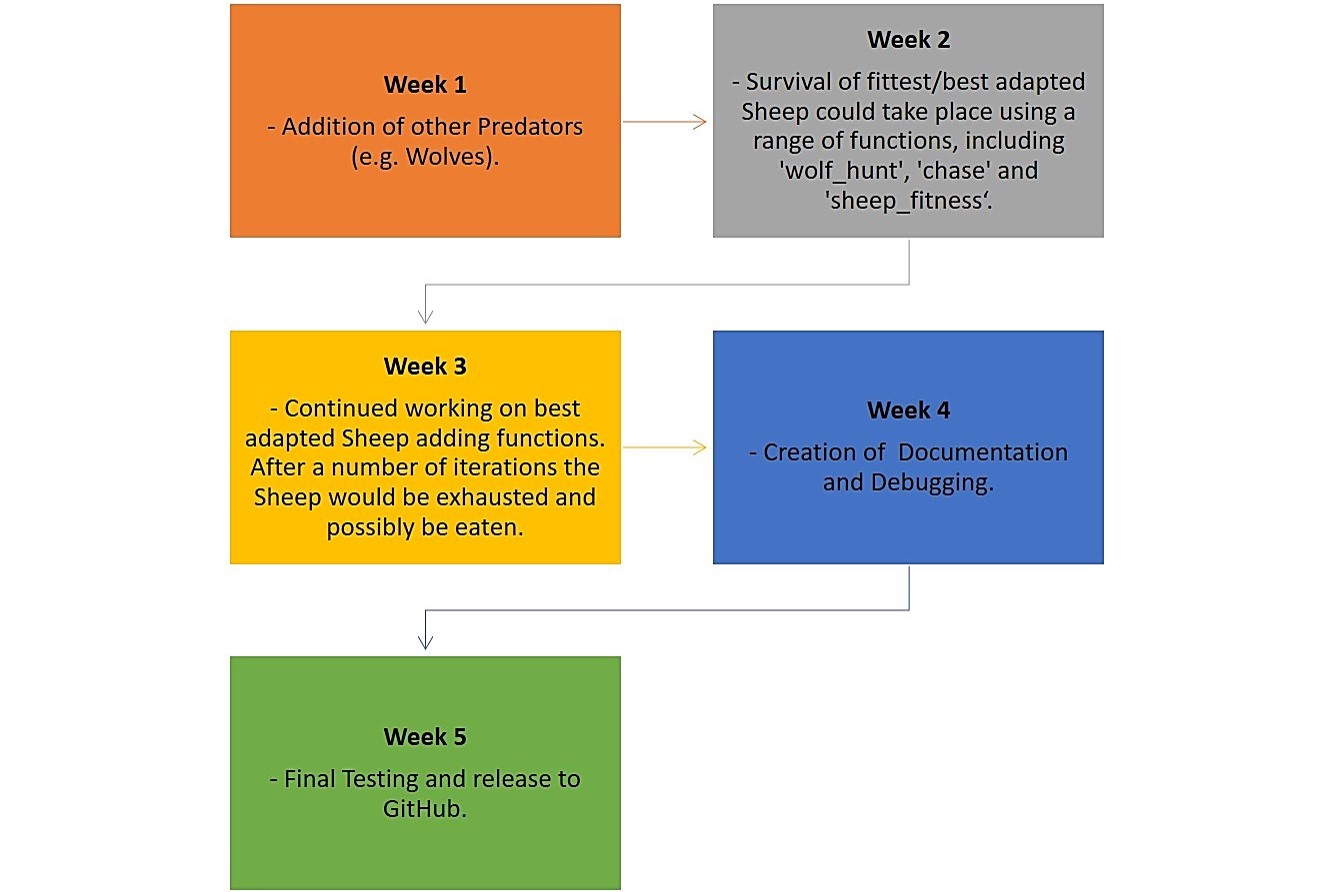 Week 1
- Addition of other Predators
(e.g. Wolves).
Week 2
- Survival of fittest/best adapted
Sheep could take place using a
range of functions, including
'wolf_hunt', 'chase' and
'sheep_fitness‘.
Week 3
- Continued working on best
adapted Sheep adding functions.
After a number of iterations the
Sheep would be exhausted and
possibly be eaten.
Week 4
- Creation of  Documentation
and Debugging.
Week 5
- Final Testing and release to
GitHub.